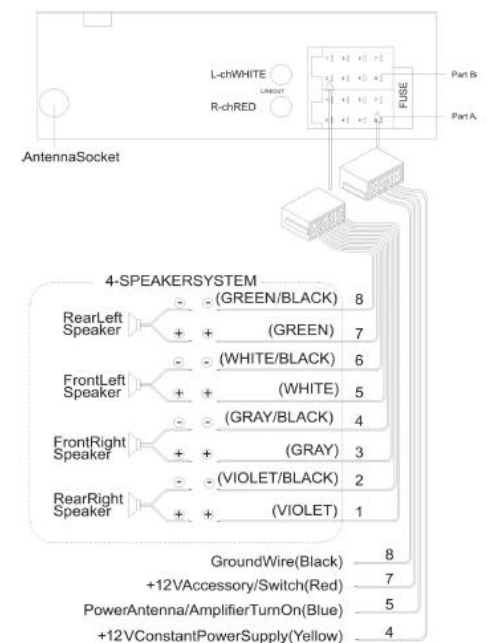 L-chWHITE
LINEOUT
R-chRED
FUSE
Part B
Part A
AntennaSocket
4-SPEAKERSYSTEM
RearLeft
Speaker
- - (GREEN/BLACK) 8
+ + (GREEN) 7
FrontLeft
Speaker
- - (WHITE/BLACK) 6
+ + (WHITE) 5
FrontRight
Speaker
- - (GRAY/BLACK) 4
+ + (GRAY) 3
RearRight
Speaker
- - (VIOLET/BLACK) 2
+ + (VIOLET) 1
GroundWire(Black) 8
+12VAccessory/Switch(Red) 7
PowerAntenna/AmplifierTurnOn(Blue) 5
+12VConstantPowerSupply(Yellow) 4